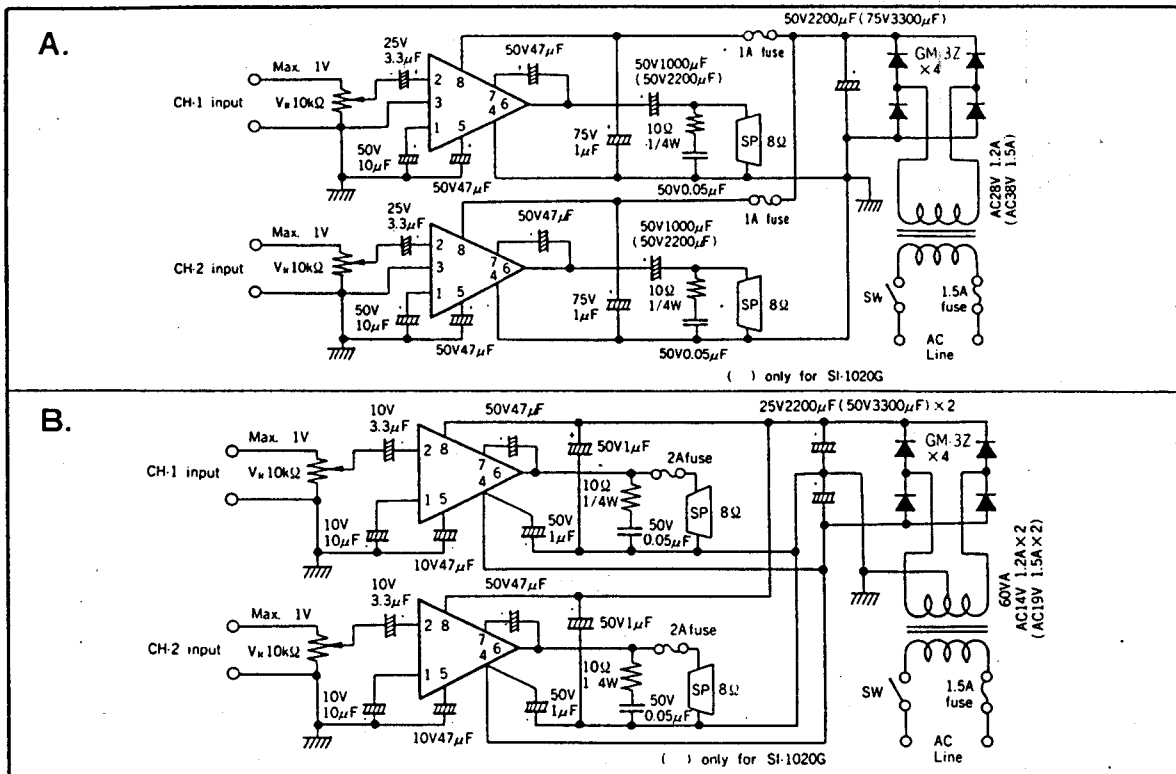 A.
50V2200μF(75V3300μF)
25V
3.3μF
50V47μF
1A fuse
GM-3Z
×4
Max. 1V
CH-1 input
VR10kΩ
2
8
7
3
4
6
1
5
50V1000μF
(50V2200μF)
10Ω
1/4W
SP
8Ω
75V
1μF
50V
10μF
50V47μF
50V0.05μF
AC28V 1.2A
(AC38V 1.5A)
25V
3.3μF
50V47μF
1A fuse
Max. 1V
CH-2 input
VR10kΩ
2
8
7
3
4
6
1
5
50V1000μF
(50V2200μF)
10Ω
1/4W
SP
8Ω
75V
1μF
50V
10μF
50V47μF
50V0.05μF
SW
1.5A
fuse
AC
Line
( ) only for SI-1020G
B.
25V2200μF(50V3300μF)×2
10V
3.3μF
50V47μF
50V1μF
2Afuse
GM-3Z
×4
Max. 1V
CH-1 input
VR10kΩ
2
8
7
4
6
1
5
10Ω
1/4W
SP
8Ω
10V
10μF
10V47μF
50V
1μF
50V
0.05μF
60VA
AC14V 1.2A×2
(AC19V 1.5A×2)
10V
3.3μF
50V47μF
50V1μF
2Afuse
Max. 1V
CH-2 input
VR10kΩ
2
8
7
4
6
1
5
10Ω
1 4W
SP
8Ω
10V
10μF
10V47μF
50V
1μF
50V
0.05μF
SW
1.5A
fuse
AC
Line
( ) only for SI-1020G